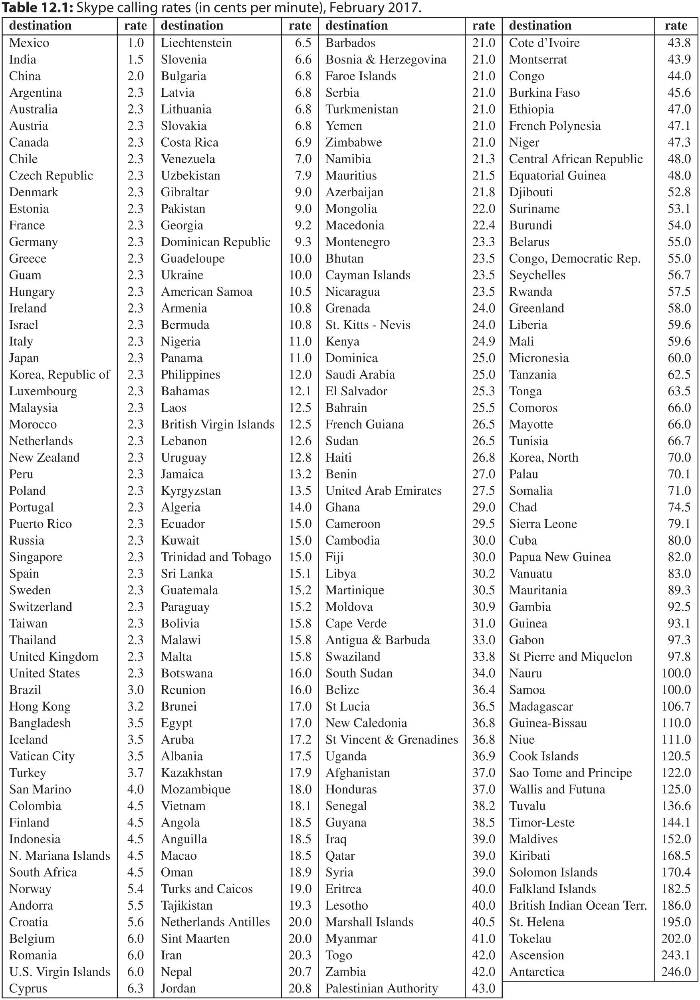 Table 12.1: Skype calling rates (in cents per minute), February 2017.
destination rate destination rate destination rate destination rate
Mexico 1.0 Liechtenstein 6.5 Barbados 21.0 Cote d’Ivoire 43.8
India 1.5 Slovenia 6.6 Bosnia & Herzegovina 21.0 Montserrat 43.9
China 2.0 Bulgaria 6.8 Faroe Islands 21.0 Congo 44.0
Argentina 2.3 Latvia 6.8 Serbia 21.0 Burkina Faso 45.6
Australia 2.3 Lithuania 6.8 Turkmenistan 21.0 Ethiopia 47.0
Austria 2.3 Slovakia 6.8 Yemen 21.0 French Polynesia 47.1
Canada 2.3 Costa Rica 6.9 Zimbabwe 21.0 Niger 47.3
Chile 2.3 Venezuela 7.0 Namibia 21.3 Central African Republic 48.0
Czech Republic 2.3 Uzbekistan 7.9 Mauritius 21.5 Equatorial Guinea 48.0
Denmark 2.3 Gibraltar 9.0 Azerbaijan 21.8 Djibouti 52.8
Estonia 2.3 Pakistan 9.0 Mongolia 22.0 Suriname 53.1
France 2.3 Georgia 9.2 Macedonia 22.4 Burundi 54.0
Germany 2.3 Dominican Republic 9.3 Montenegro 23.3 Belarus 55.0
Greece 2.3 Guadeloupe 10.0 Bhutan 23.5 Congo, Democratic Rep. 55.0
Guam 2.3 Ukraine 10.0 Cayman Islands 23.5 Seychelles 56.7
Hungary 2.3 American Samoa 10.5 Nicaragua 23.5 Rwanda 57.5
Ireland 2.3 Armenia 10.8 Grenada 24.0 Greenland 58.0
Israel 2.3 Bermuda 10.8 St. Kitts - Nevis 24.0 Liberia 59.6
Italy 2.3 Nigeria 11.0 Kenya 24.9 Mali 59.6
Japan 2.3 Panama 11.0 Dominica 25.0 Micronesia 60.0
Korea, Republic of 2.3 Philippines 12.0 Saudi Arabia 25.0 Tanzania 62.5
Luxembourg 2.3 Bahamas 12.1 El Salvador 25.3 Tonga 63.5
Malaysia 2.3 Laos 12.5 Bahrain 25.5 Comoros 66.0
Morocco 2.3 British Virgin Islands 12.5 French Guiana 26.5 Mayotte 66.0
Netherlands 2.3 Lebanon 12.6 Sudan 26.5 Tunisia 66.7
New Zealand 2.3 Uruguay 12.8 Haiti 26.8 Korea, North 70.0
Peru 2.3 Jamaica 13.2 Benin 27.0 Palau 70.1
Poland 2.3 Kyrgyzstan 13.5 United Arab Emirates 27.5 Somalia 71.0
Portugal 2.3 Algeria 14.0 Ghana 29.0 Chad 74.5
Puerto Rico 2.3 Ecuador 15.0 Cameroon 29.5 Sierra Leone 79.1
Russia 2.3 Kuwait 15.0 Cambodia 30.0 Cuba 80.0
Singapore 2.3 Trinidad and Tobago 15.0 Fiji 30.0 Papua New Guinea 82.0
Spain 2.3 Sri Lanka 15.1 Libya 30.2 Vanuatu 83.0
Sweden 2.3 Guatemala 15.2 Martinique 30.5 Mauritania 89.3
Switzerland 2.3 Paraguay 15.2 Moldova 30.9 Gambia 92.5
Taiwan 2.3 Bolivia 15.8 Cape Verde 31.0 Guinea 93.1
Thailand 2.3 Malawi 15.8 Antigua & Barbuda 33.0 Gabon 97.3
United Kingdom 2.3 Malta 15.8 Swaziland 33.8 St Pierre and Miquelon 97.8
United States 2.3 Botswana 16.0 South Sudan 34.0 Nauru 100.0
Brazil 3.0 Reunion 16.0 Belize 36.4 Samoa 100.0
Hong Kong 3.2 Brunei 17.0 St Lucia 36.5 Madagascar 106.7
Bangladesh 3.5 Egypt 17.0 New Caledonia 36.8 Guinea-Bissau 110.0
Iceland 3.5 Aruba 17.2 St Vincent & Grenadines 36.8 Niue 111.0
Vatican City 3.5 Albania 17.5 Uganda 36.9 Cook Islands 120.5
Turkey 3.7 Kazakhstan 17.9 Afghanistan 37.0 Sao Tome and Principe 122.0
San Marino 4.0 Mozambique 18.0 Honduras 37.0 Wallis and Futuna 125.0
Colombia 4.5 Vietnam 18.1 Senegal 38.2 Tuvalu 136.6
Finland 4.5 Angola 18.5 Guyana 38.5 Timor-Leste 144.1
Indonesia 4.5 Anguilla 18.5 Iraq 39.0 Maldives 152.0
N. Mariana Islands 4.5 Macao 18.5 Qatar 39.0 Kiribati 168.5
South Africa 4.5 Oman 18.9 Syria 39.0 Solomon Islands 170.4
Norway 5.4 Turks and Caicos 19.0 Eritrea 40.0 Falkland Islands 182.5
Andorra 5.5 Tajikistan 19.3 Lesotho 40.0 British Indian Ocean Terr. 186.0
Croatia 5.6 Netherlands Antilles 20.0 Marshall Islands 40.5 St. Helena 195.0
Belgium 6.0 Sint Maarten 20.0 Myanmar 41.0 Tokelau 202.0
Romania 6.0 Iran 20.3 Togo 42.0 Ascension 243.1
U.S. Virgin Islands 6.0 Nepal 20.7 Zambia 42.0 Antarctica 246.0
Cyprus 6.3 Jordan 20.8 Palestinian Authority 43.0